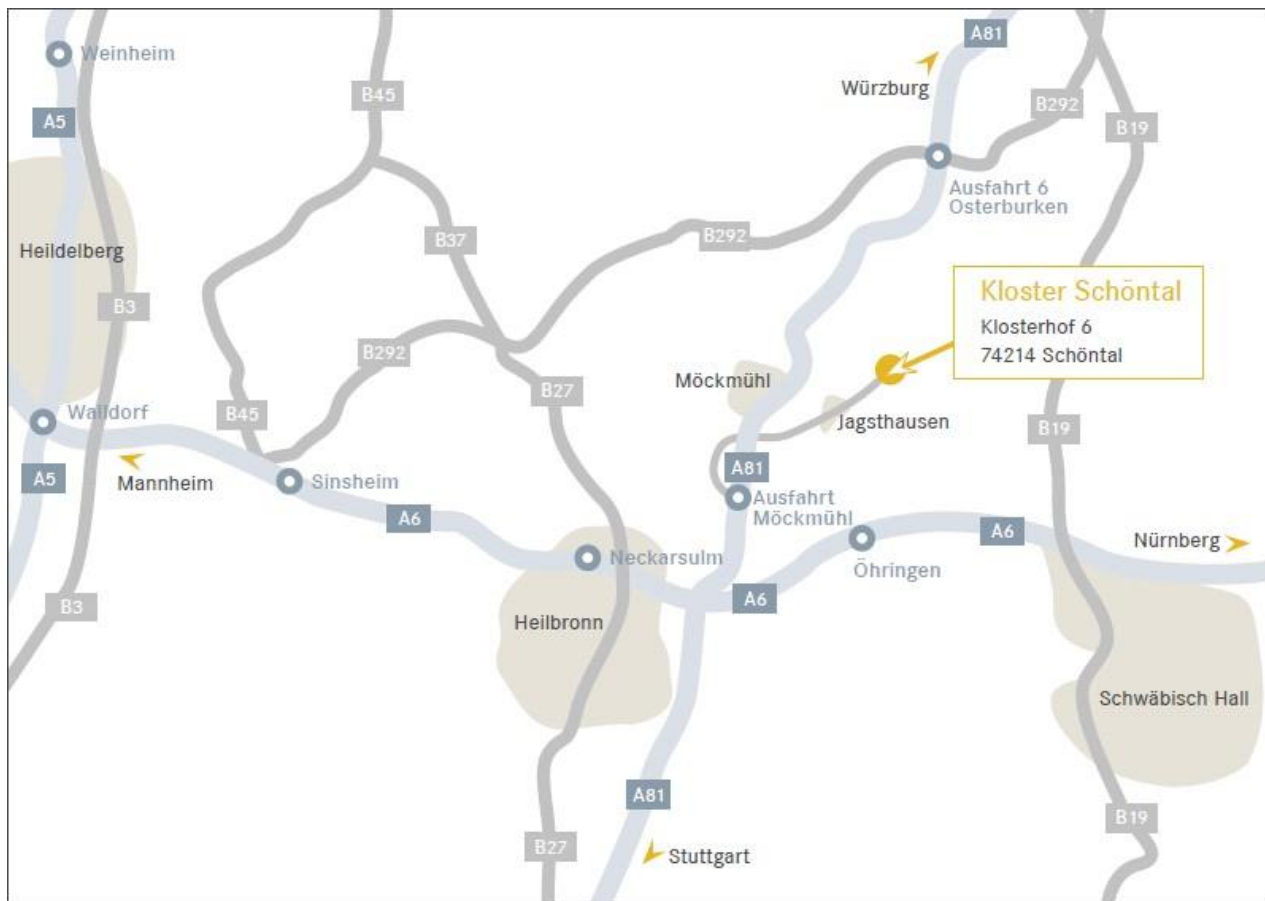 A81
Weinheim
Würzburg
B45
B292
A5
B19
Ausfahrt 6
Osterburken
B292
B37
Heildelberg
Kloster Schöntal
Klosterhof 6
74214 Schöntal
B3
B292
Möckmühl
B27
Walldorf
B45
Jagsthausen
B19
A81
A5
Mannheim
Sinsheim
Ausfahrt
Möckmühl
A6
A6
Nürnberg
Neckarsulm
Öhringen
B3
A6
Heilbronn
Schwäbisch Hall
A81
B19
B27
Stuttgart